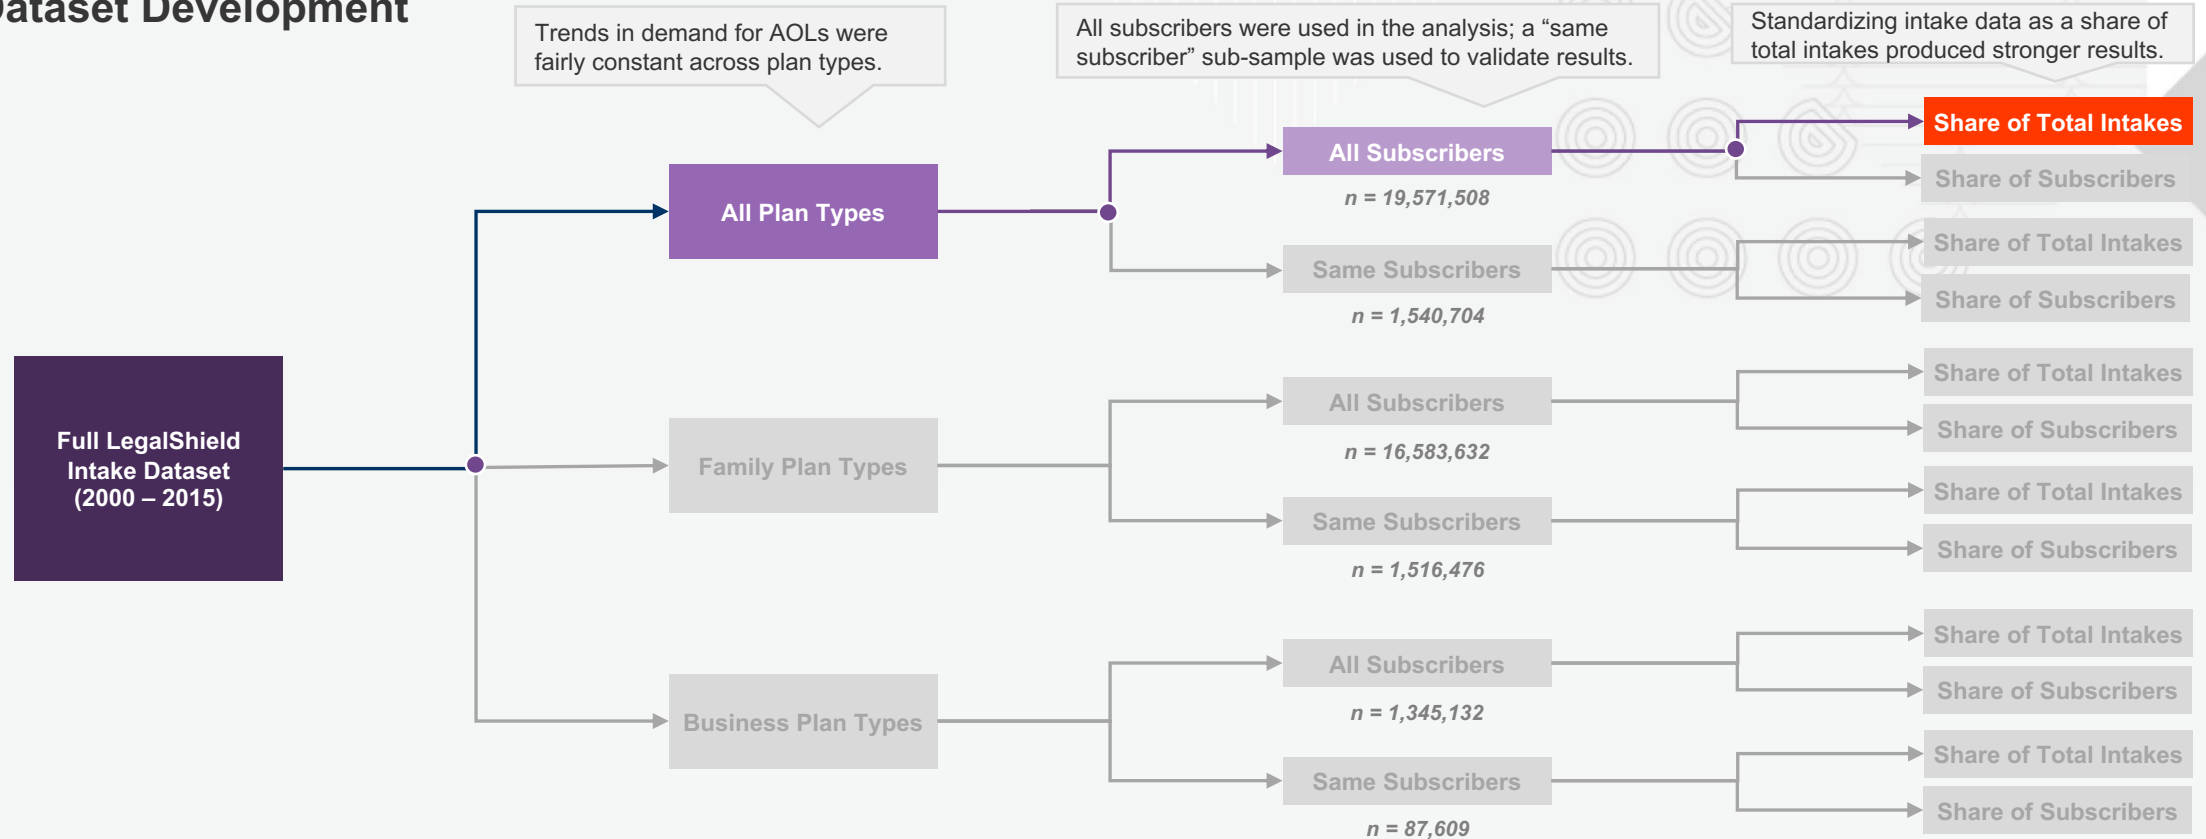 Dataset Development
Trends in demand for AOLs were
fairly constant across plan types.
All subscribers were used in the analysis; a “same
subscriber” sub-sample was used to validate results.
Standardizing intake data as a share of
total intakes produced stronger results.
Full LegalShield
Intake Dataset
(2000 – 2015)
All Plan Types
All Subscribers
n = 19,571,508
Share of Total Intakes
Share of Subscribers
Same Subscribers
n = 1,540,704
Share of Total Intakes
Share of Subscribers
Family Plan Types
All Subscribers
n = 16,583,632
Share of Total Intakes
Share of Subscribers
Same Subscribers
n = 1,516,476
Share of Total Intakes
Share of Subscribers
Business Plan Types
All Subscribers
n = 1,345,132
Share of Total Intakes
Share of Subscribers
Same Subscribers
n = 87,609
Share of Total Intakes
Share of Subscribers